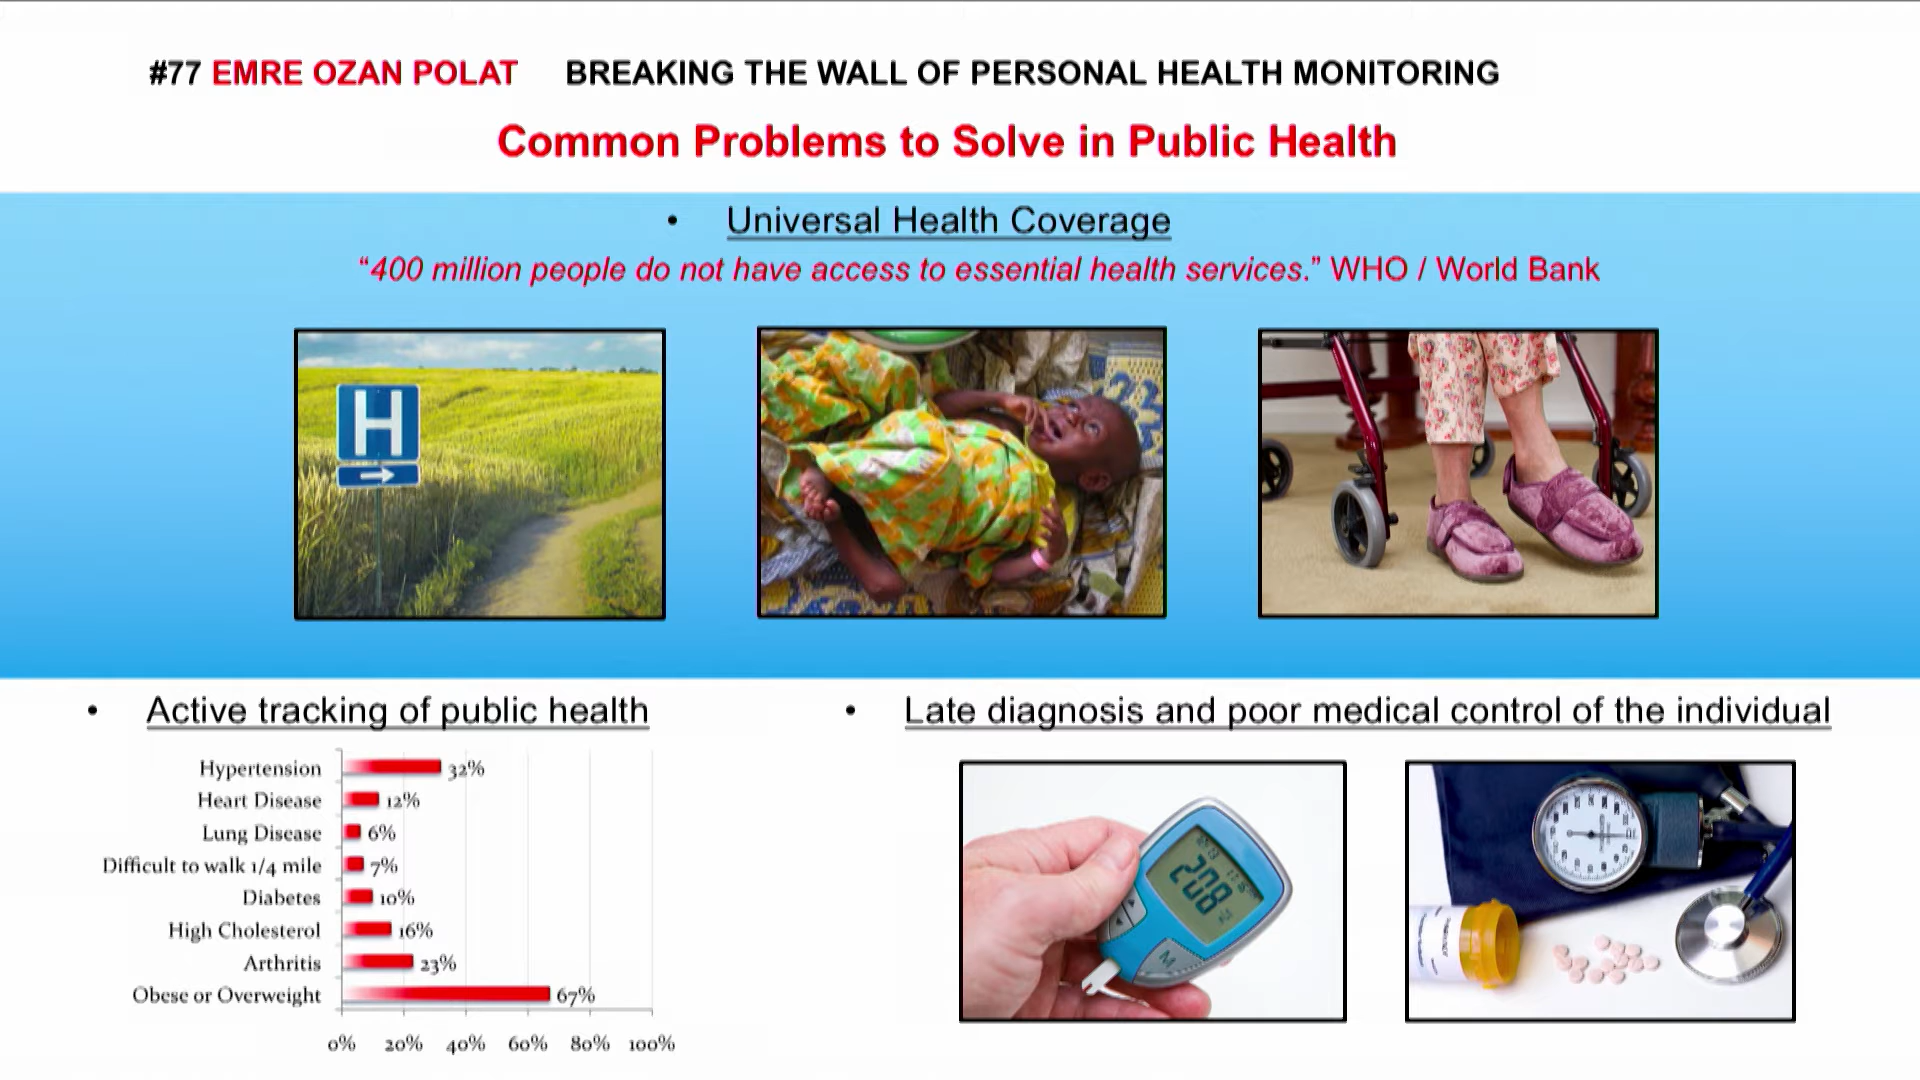 #77 EMRE OZAN POLAT BREAKING THE WALL OF PERSONAL HEALTH MONITORING
Common Problems to Solve in Public Health
• Universal Health Coverage
“400 million people do not have access to essential health services.” WHO / World Bank
H
• Active tracking of public health
Hypertension 32%
Heart Disease 12%
Lung Disease 6%
Difficult to walk 1/4 mile 7%
Diabetes 10%
High Cholesterol 16%
Arthritis 23%
Obese or Overweight 67%
0% 20% 40% 60% 80% 100%
• Late diagnosis and poor medical control of the individual
208
M